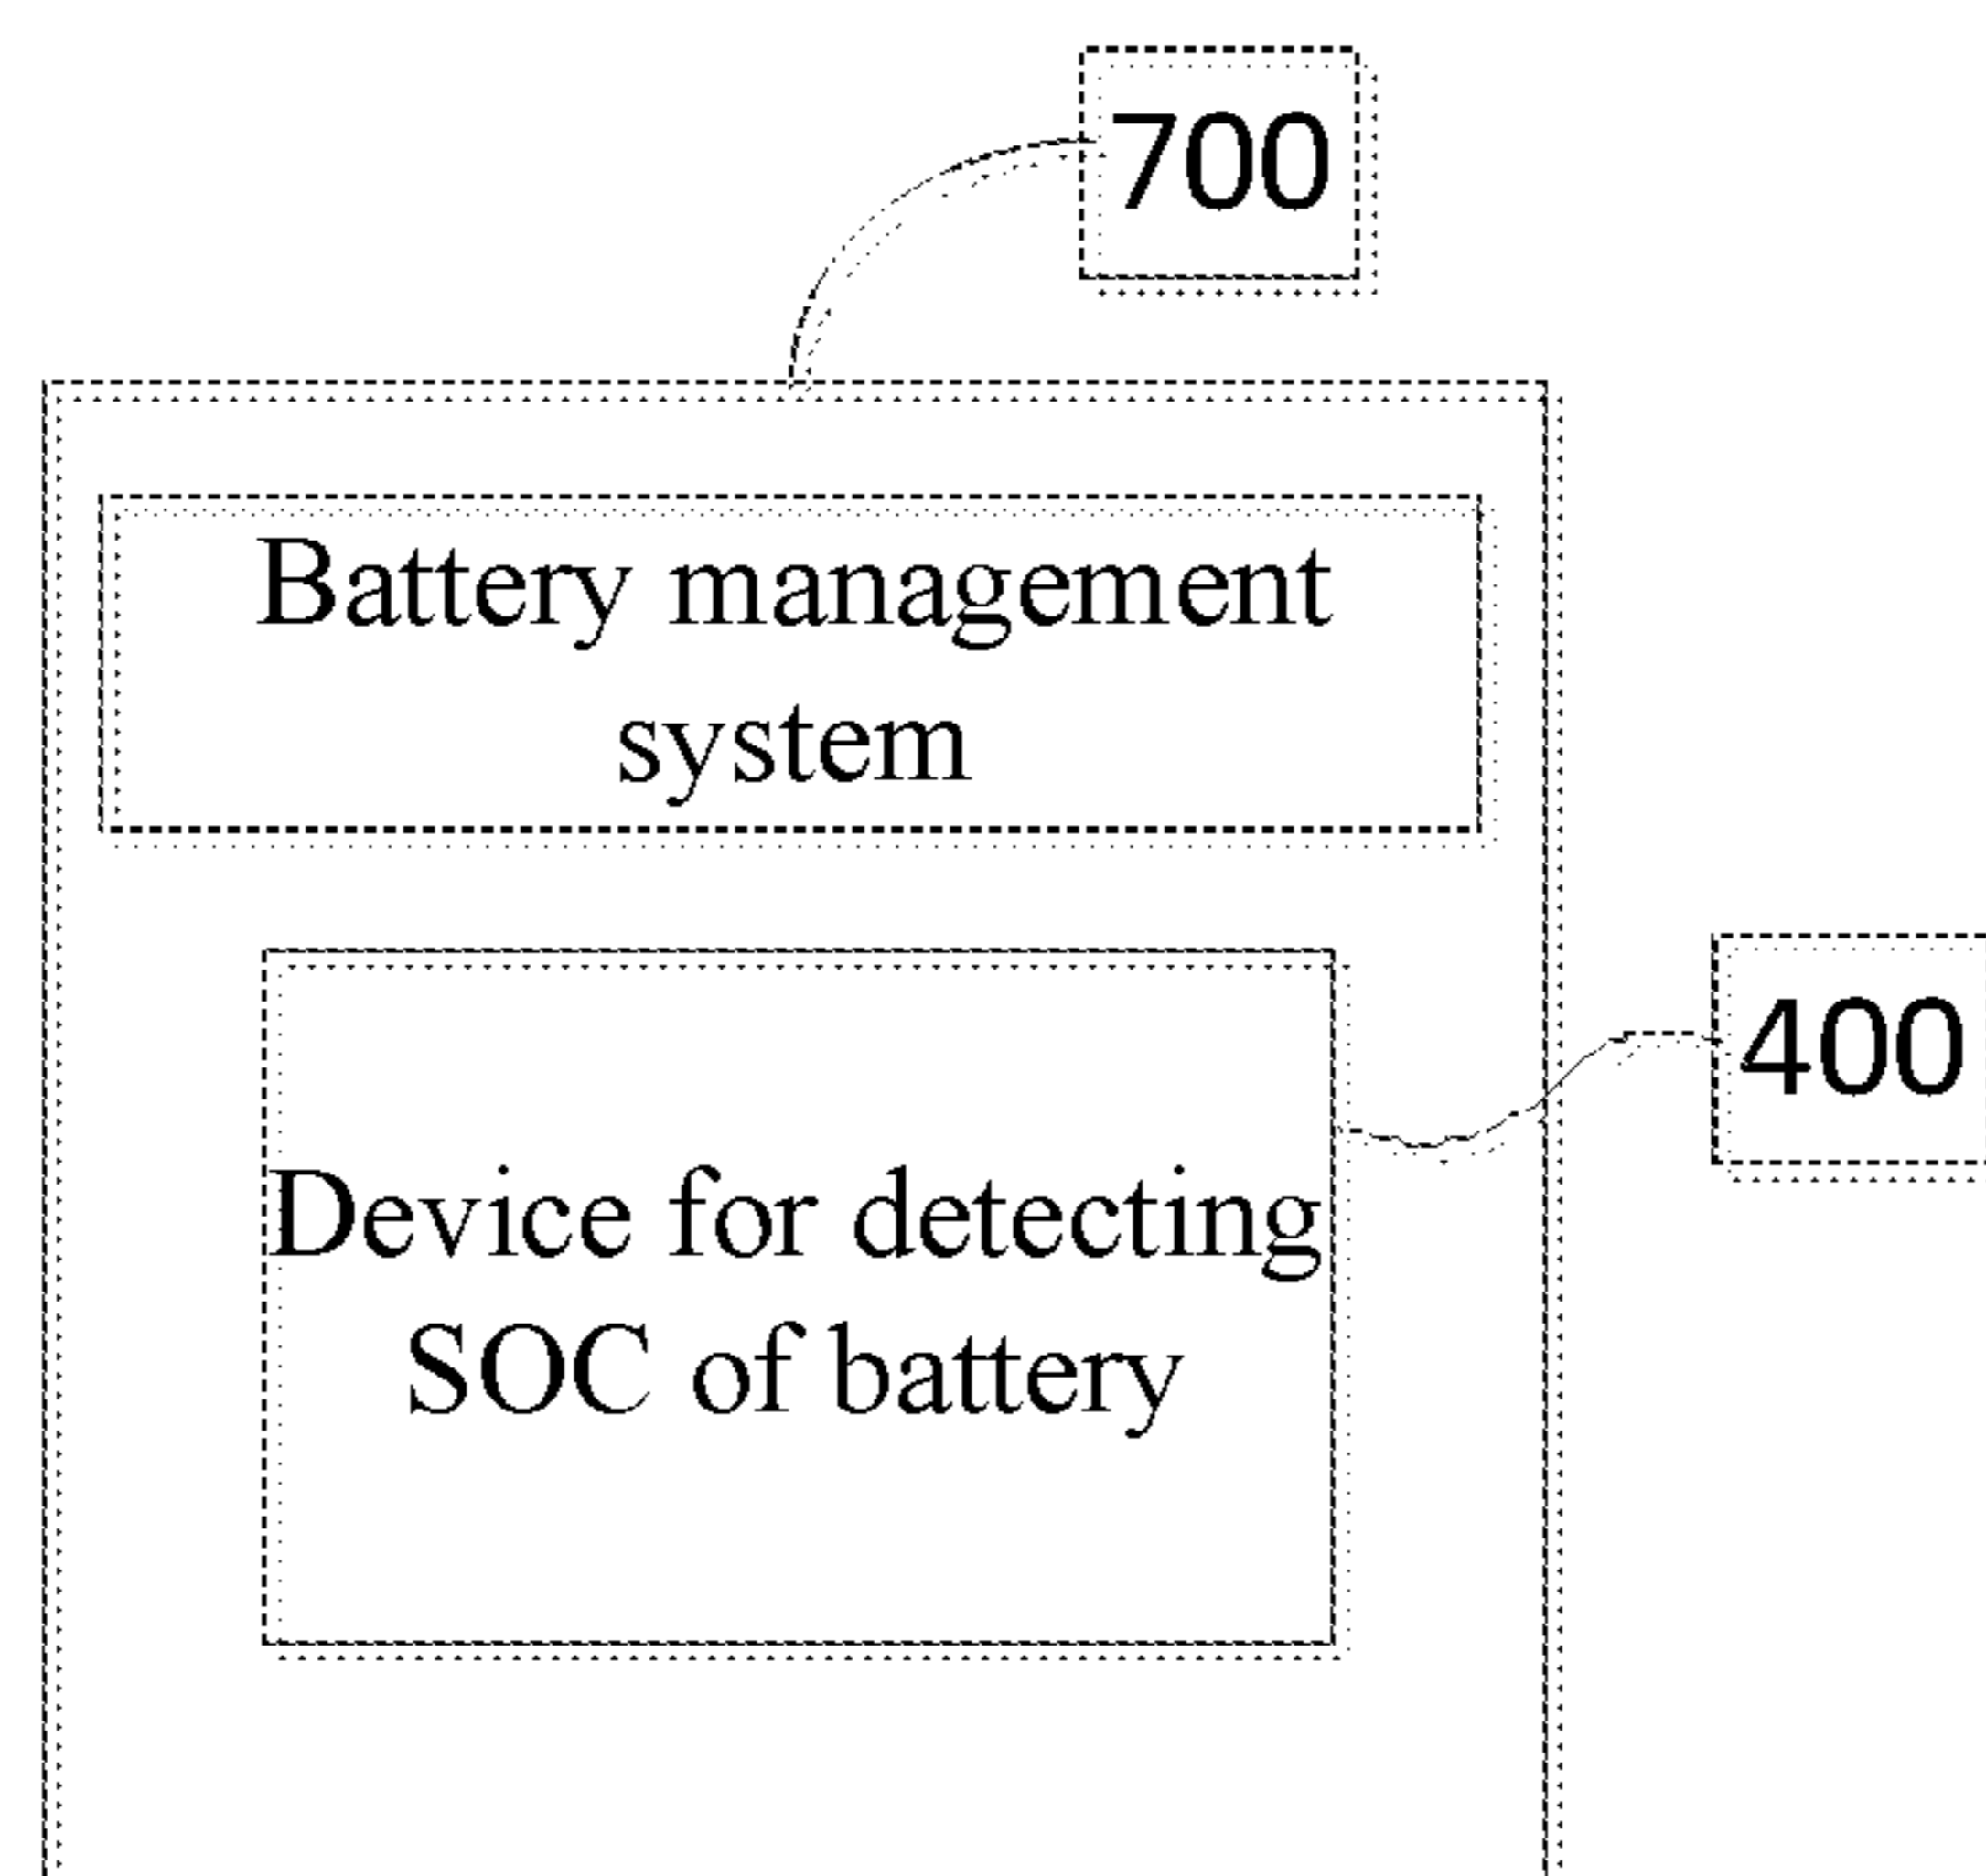 700
Battery management
system
400
Device for detecting
SOC of battery